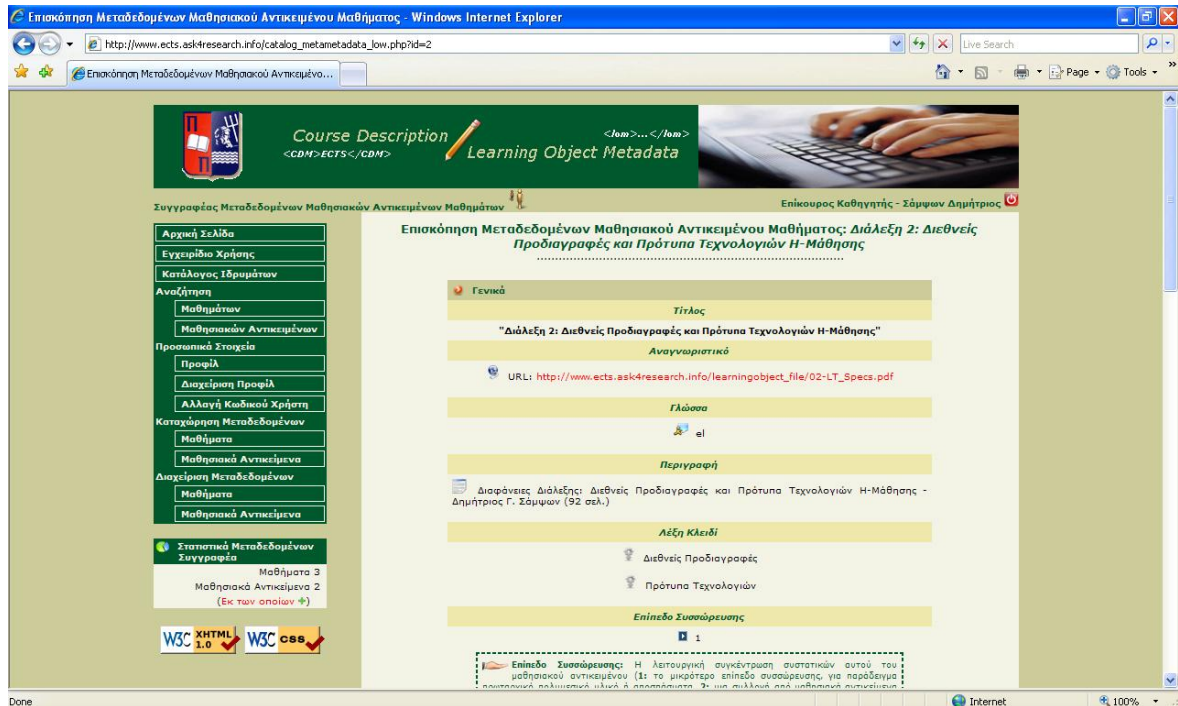 Επισκόπηση Μεταδεδομένων Μαθησιακού Αντικειμένου Μαθήματος - Windows Internet Explorer
http://www.ects.ask4research.info/catalog_metametadata_low.php?id=2
Live Search
Επισκόπηση Μεταδεδομένων Μαθησιακού Αντικειμένο...
Page
Tools
Course Description
<CDM>ECTS</CDM>
<lom>...</lom>
Learning Object Metadata
Συγγραφέας Μεταδεδομένων Μαθησιακών Αντικειμένων Μαθημάτων
Επίκουρος Καθηγητής - Σάμψων Δημήτριος
Αρχική Σελίδα
Εγχειρίδιο Χρήσης
Κατάλογος Ιδρυμάτων
Αναζήτηση
Μαθημάτων
Μαθησιακών Αντικειμένων
Προσωπικά Στοιχεία
Προφίλ
Διαχείριση Προφίλ
Αλλαγή Κωδικού Χρήστη
Καταχώρηση Μεταδεδομένων
Μαθήματα
Μαθησιακά Αντικείμενα
Διαχείριση Μεταδεδομένων
Μαθήματα
Μαθησιακά Αντικείμενα
Στατιστικά Μεταδεδομένων
Συγγραφέα
Μαθήματα 3
Μαθησιακά Αντικείμενα 2
(Εκ των οποίων +)
W3C XHTML 1.0
W3C css
Επισκόπηση Μεταδεδομένων Μαθησιακού Αντικειμένου Μαθήματος: Διάλεξη 2: Διεθνείς
Προδιαγραφές και Πρότυπα Τεχνολογιών Η-Μάθησης
Γενικά
Τίτλος
"Διάλεξη 2: Διεθνείς Προδιαγραφές και Πρότυπα Τεχνολογιών Η-Μάθησης"
Αναγνωριστικό
URL: http://www.ects.ask4research.info/learningobject_file/02-LT_Specs.pdf
Γλώσσα
el
Περιγραφή
Διαφάνειες Διάλεξης: Διεθνείς Προδιαγραφές και Πρότυπα Τεχνολογιών Η-Μάθησης -
Δημήτριος Γ. Σάμψων (92 σελ.)
Λέξη Κλειδί
Διεθνείς Προδιαγραφές
Πρότυπα Τεχνολογιών
Επίπεδο Συσσώρευσης
1
Επίπεδο Συσσώρευσης: Η λειτουργική συγκέντρωση συστατικών αυτού του
μαθησιακού αντικειμένου (1: το μικρότερο επίπεδο συσσώρευσης, για παράδειγμα
Done
Internet
100%